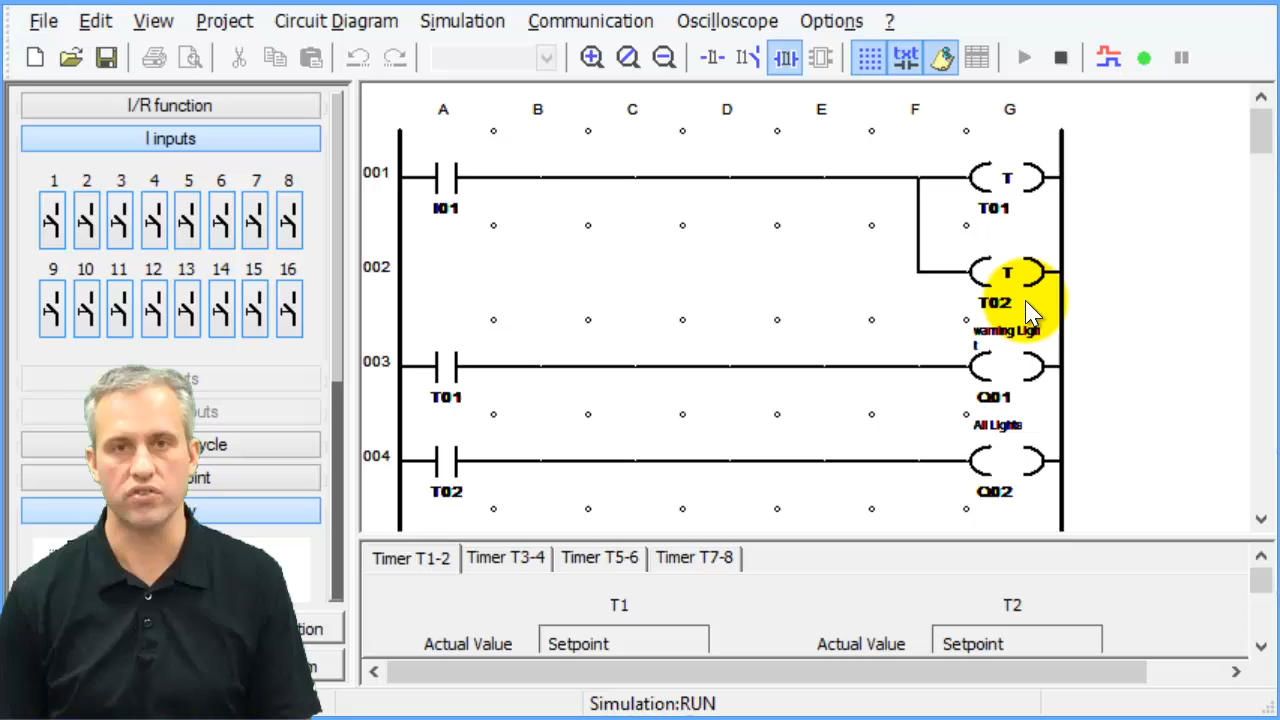 File Edit View Project Circuit Diagram Simulation Communication Oscilloscope Options ?
txt
I/R function
I inputs
1 2 3 4 5 6 7 8
9 10 11 12 13 14 15 16
A B C D E F G
001
T
I01
T01
002
T
T02
warning Ligh
t
003
T01
Q01
All Lights
004
T02
Q02
Timer T1-2 Timer T3-4 Timer T5-6 Timer T7-8
T1 T2
Actual Value Setpoint Actual Value Setpoint
Simulation:RUN